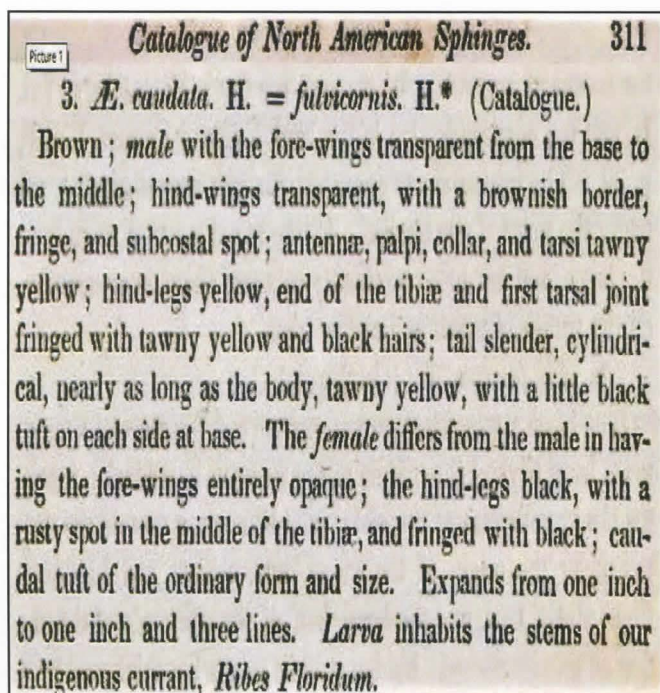 Catalogue of North American Sphinges. 311
Picture 1
3. Æ. caudata. H. = fulvicornis. H.* (Catalogue.)
Brown; male with the fore-wings transparent from the base to
the middle; hind-wings transparent, with a brownish border,
fringe, and subcostal spot; antennæ, palpi, collar, and tarsi tawny
yellow; hind-legs yellow, end of the tibiæ and first tarsal joint
fringed with tawny yellow and black hairs; tail slender, cylindri-
cal, nearly as long as the body, tawny yellow, with a little black
tuft on each side at base. The female differs from the male in hav-
ing the fore-wings entirely opaque; the hind-legs black, with a
rusty spot in the middle of the tibiæ, and fringed with black; cau-
dal tuft of the ordinary form and size. Expands from one inch
to one inch and three lines. Larva inhabits the stems of our
indigenous currant, Ribes Floridum.